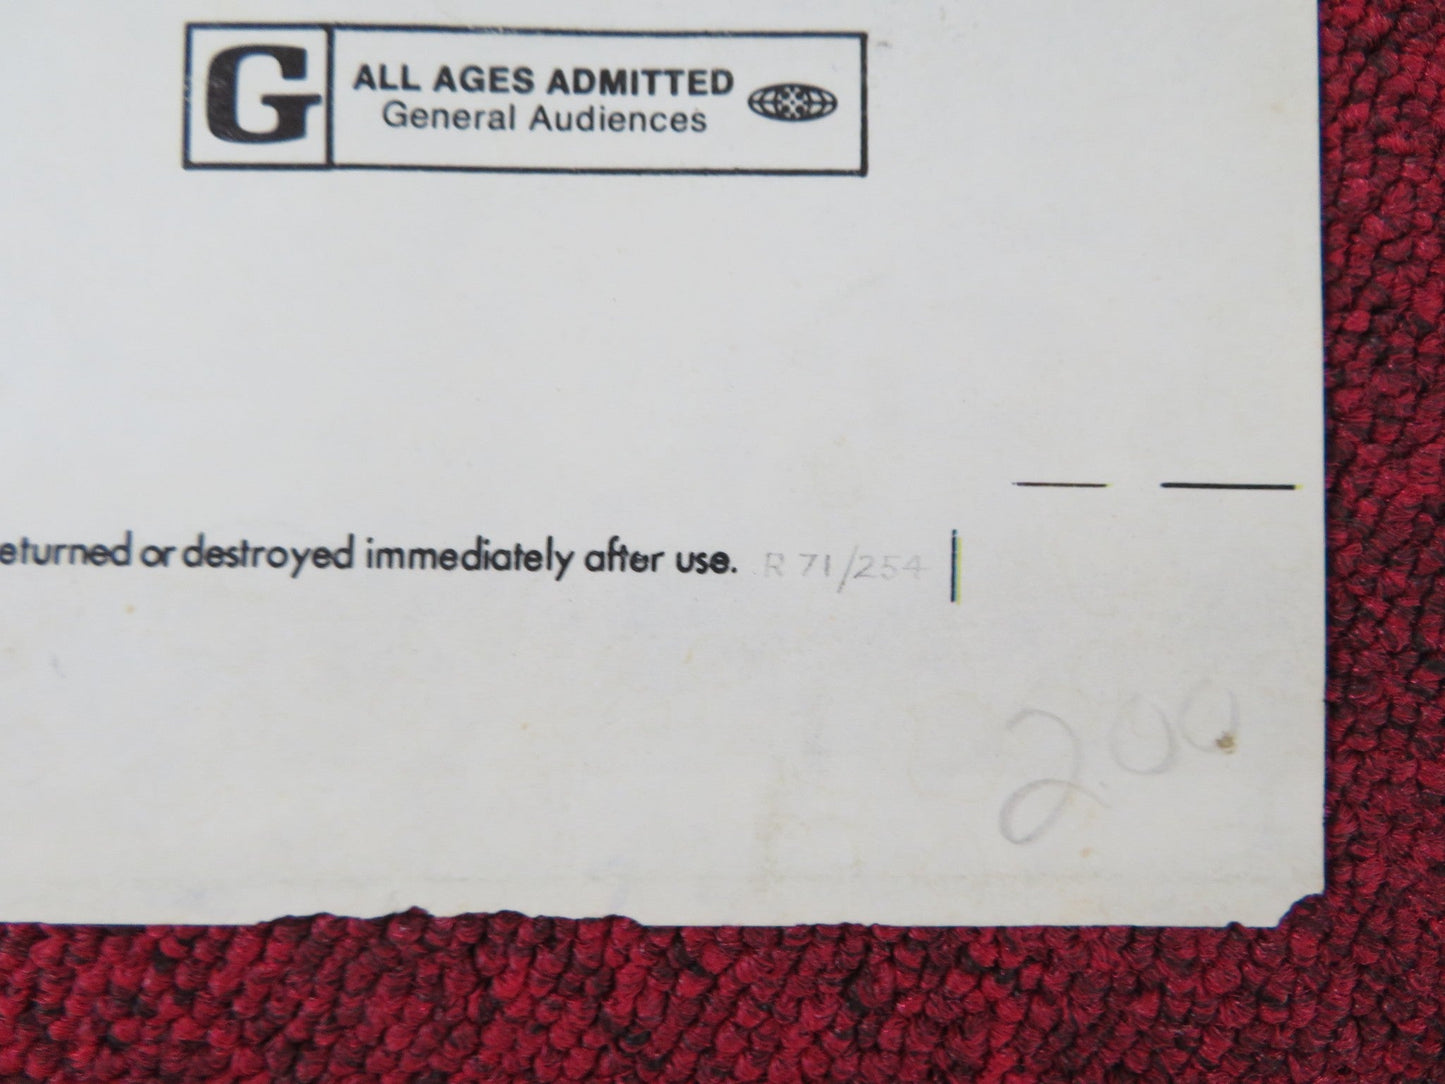 G
ALL AGES ADMITTED
General Audiences
eturned or destroyed immediately after use. R 71/254
200